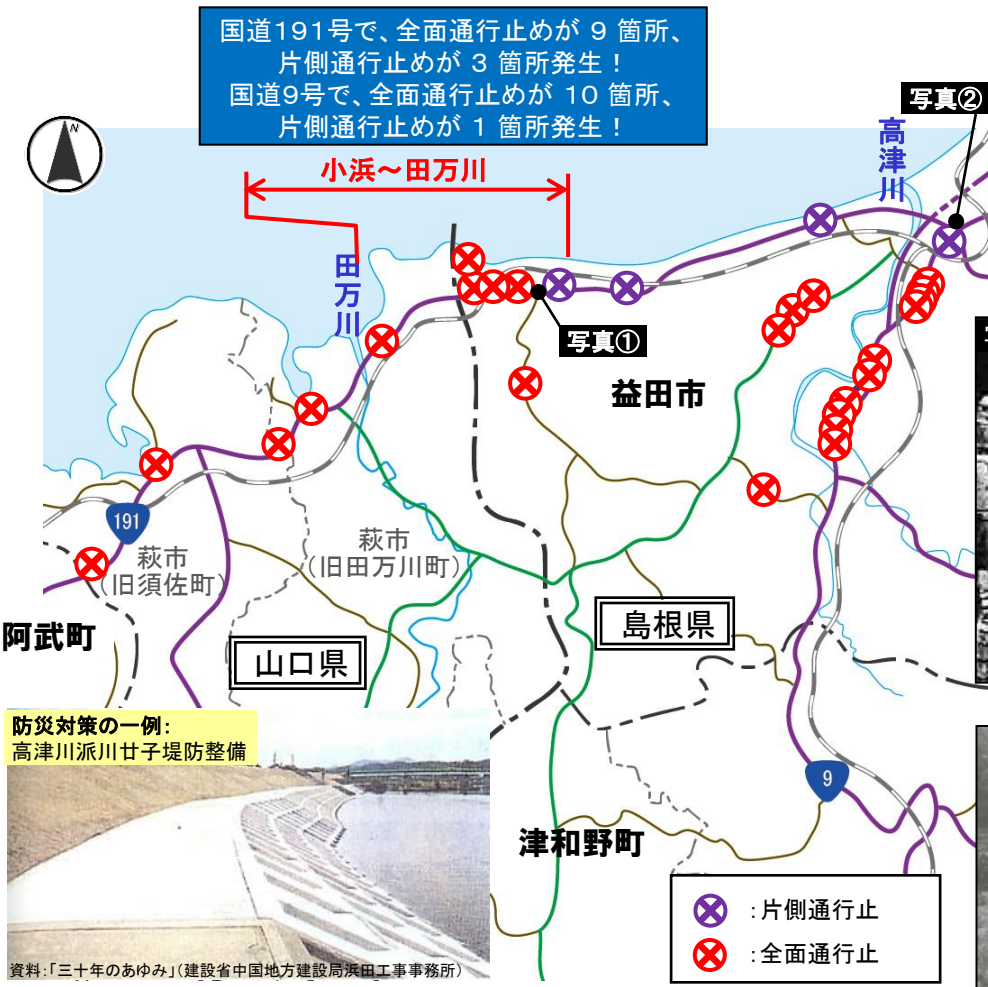 国道191号で、全面通行止めが 9 箇所、
片側通行止めが 3 箇所発生！
国道9号で、全面通行止めが 10 箇所、
片側通行止めが 1 箇所発生！
写真②
N
小浜～田万川
高津川
田万川
写真①
益田市
191
萩市
(旧須佐町)
萩市
(旧田万川町)
阿武町
島根県
山口県
防災対策の一例：
高津川派川廿子堤防整備
9
津和野町
：片側通行止
：全面通行止
資料：「三十年のあゆみ」（建設省中国地方建設局浜田工事事務所）